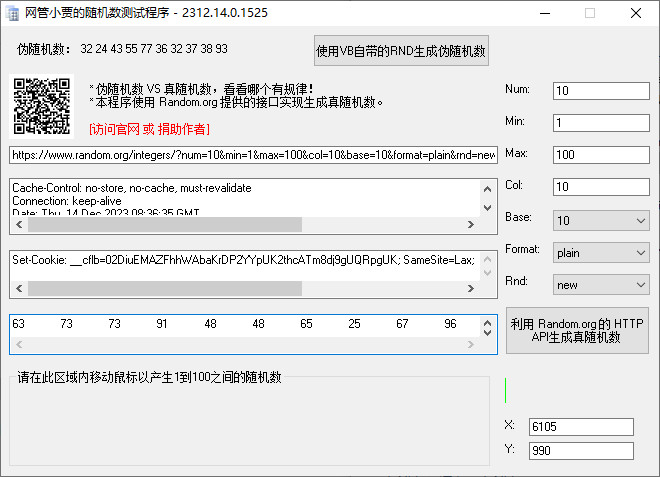 网管小贾的随机数测试程序 - 2312.14.0.1525
伪随机数： 32 24 43 55 77 36 32 37 38 93
使用VB自带的RND生成伪随机数
*伪随机数 VS 真随机数，看看哪个有规律！
*本程序使用 Random.org 提供的接口实现生成真随机数。
[访问官网 或 捐助作者]
https://www.random.org/integers/?num=10&min=1&max=100&col=10&base=10&format=plain&rnd=new
Cache-Control: no-store, no-cache, must-revalidate
Connection: keep-alive
Date: Thu, 14 Dec 2023 08:36:35 GMT
Set-Cookie: __cflb=02DiuEMAZFhhWAbaKrDP2YYpUK2thcATm8dj9gUQRpgUK; SameSite=Lax;
63 73 73 91 48 48 65 25 67 96
请在此区域内移动鼠标以产生1到100之间的随机数
Num: 10
Min: 1
Max: 100
Col: 10
Base: 10
Format: plain
Rnd: new
利用 Random.org 的 HTTP
API生成真随机数
X: 6105
Y: 990